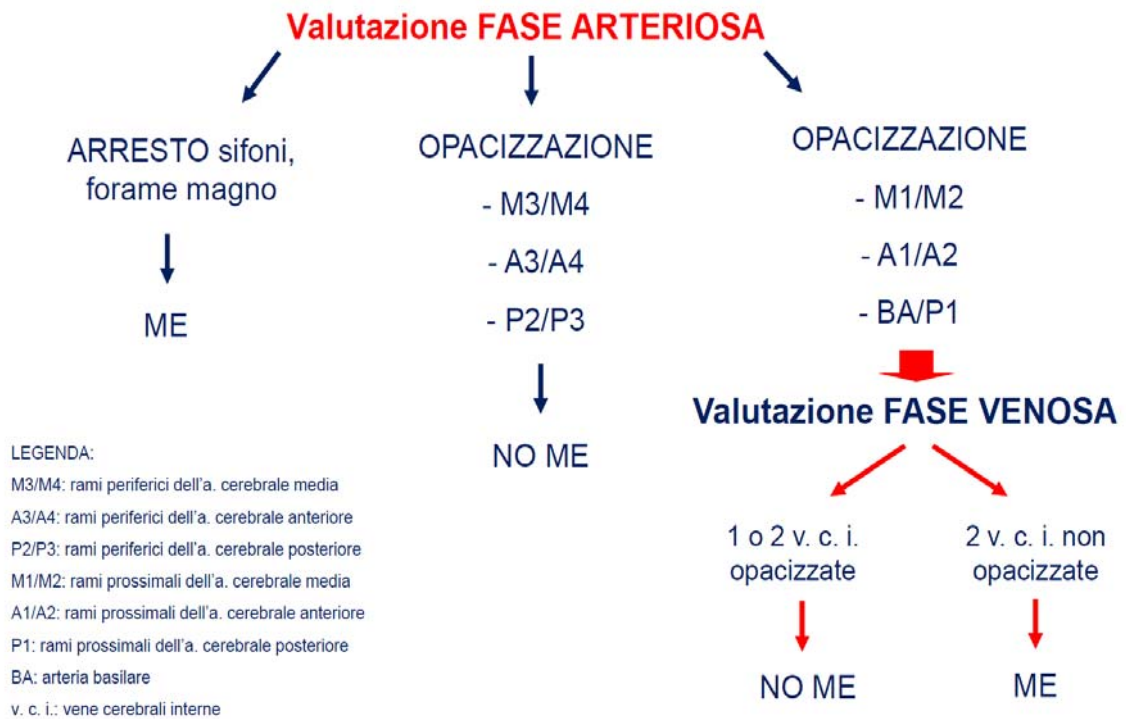 Valutazione FASE ARTERIOSA
ARRESTO sifoni,
forame magno
ME
OPACIZZAZIONE
- M3/M4
- A3/A4
- P2/P3
NO ME
OPACIZZAZIONE
- M1/M2
- A1/A2
- BA/P1
Valutazione FASE VENOSA
1 o 2 v. c. i.
opacizzate
NO ME
2 v. c. i. non
opacizzate
ME
LEGENDA:
M3/M4: rami periferici dell'a. cerebrale media
A3/A4: rami periferici dell'a. cerebrale anteriore
P2/P3: rami periferici dell'a. cerebrale posteriore
M1/M2: rami prossimali dell'a. cerebrale media
A1/A2: rami prossimali dell'a. cerebrale anteriore
P1: rami prossimali dell'a. cerebrale posteriore
BA: arteria basilare
v. c. i.: vene cerebrali interne